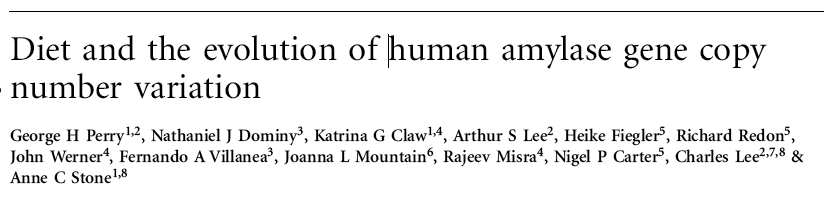 Diet and the evolution of human amylase gene copy
number variation
George H Perry1,2, Nathaniel J Dominy3, Katrina G Claw1,4, Arthur S Lee2, Heike Fiegler5, Richard Redon5,
John Werner4, Fernando A Villanea3, Joanna L Mountain6, Rajeev Misra4, Nigel P Carter5, Charles Lee2,7,8 &
Anne C Stone1,8